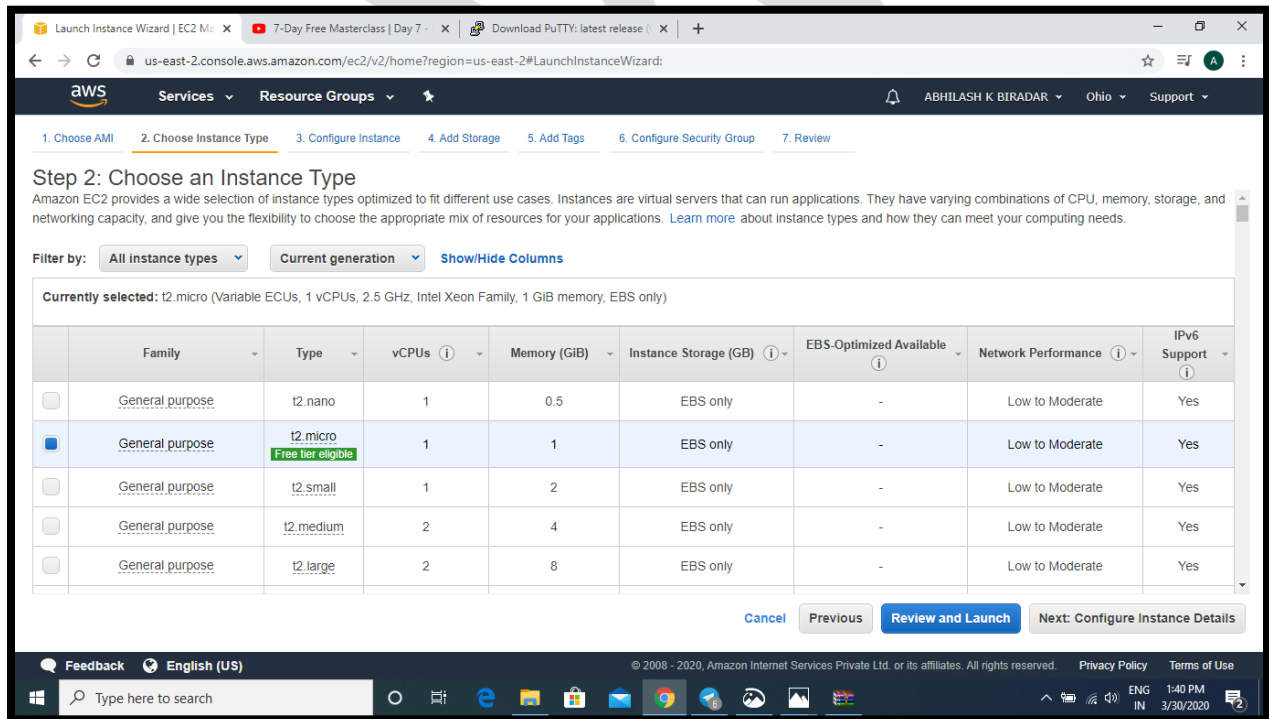 Launch Instance Wizard | EC2 Ma
7-Day Free Masterclass | Day 7 -
Download PuTTY: latest release (
us-east-2.console.aws.amazon.com/ec2/v2/home?region=us-east-2#LaunchInstanceWizard:
A
aws Services Resource Groups ABHILASH K BIRADAR Ohio Support
1. Choose AMI 2. Choose Instance Type 3. Configure Instance 4. Add Storage 5. Add Tags 6. Configure Security Group 7. Review
Step 2: Choose an Instance Type
Amazon EC2 provides a wide selection of instance types optimized to fit different use cases. Instances are virtual servers that can run applications. They have varying combinations of CPU, memory, storage, and
networking capacity, and give you the flexibility to choose the appropriate mix of resources for your applications. Learn more about instance types and how they can meet your computing needs.
Filter by: All instance types Current generation Show/Hide Columns
Currently selected: t2.micro (Variable ECUs, 1 vCPUs, 2.5 GHz, Intel Xeon Family, 1 GiB memory, EBS only)
Family Type vCPUs Memory (GiB) Instance Storage (GB) EBS-Optimized Available Network Performance IPv6 Support
General purpose t2.nano 1 0.5 EBS only - Low to Moderate Yes
General purpose t2.micro 1 1 EBS only - Low to Moderate Yes
Free tier eligible
General purpose t2.small 1 2 EBS only - Low to Moderate Yes
General purpose t2.medium 2 4 EBS only - Low to Moderate Yes
General purpose t2.large 2 8 EBS only - Low to Moderate Yes
Cancel Previous Review and Launch Next: Configure Instance Details
Feedback English (US) © 2008 - 2020, Amazon Internet Services Private Ltd. or its affiliates. All rights reserved. Privacy Policy Terms of Use
Type here to search
ENG
IN
1:40 PM
3/30/2020
2